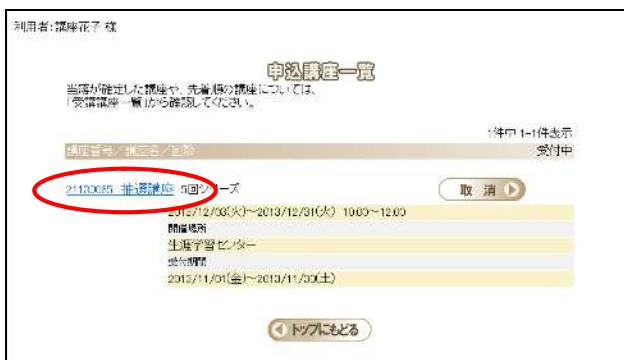 利用者:講座花子 様
申込講座一覧
当落が確定した講座や、先着順の講座については、
「受講講座一覧」から確認してください。
1件中 1-1件表示
講座番号／講座名／回数 受付中
21130085 抽選講座 5回シリーズ 取 消
2013/12/03(火)～2013/12/31(火) 10:00～12:00
開催場所
生涯学習センター
受付期間
2013/11/01(金)～2013/11/30(土)
トップにもどる